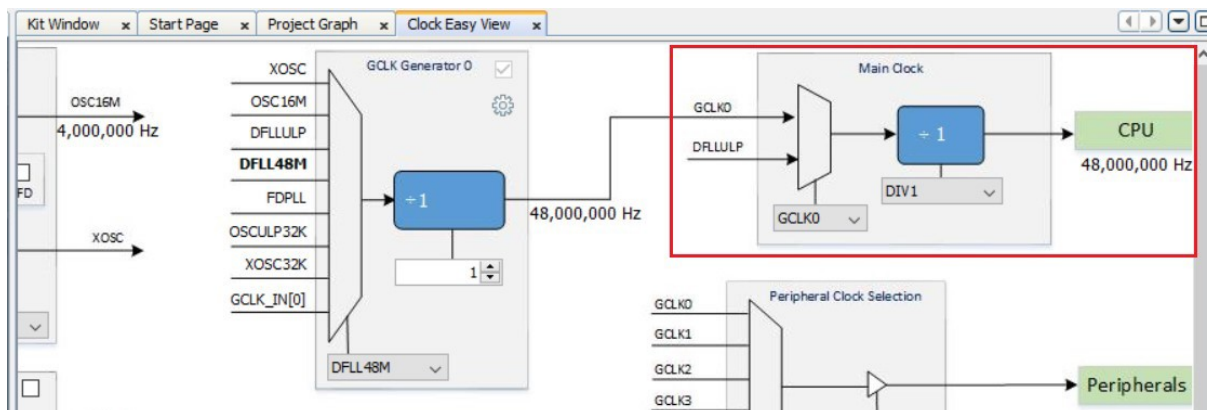 Kit Window x Start Page x Project Graph x Clock Easy View x
OSC16M
4,000,000 Hz
FD
XOSC
GCLK Generator 0
XOSC
OSC16M
DFLLULP
DFLL48M
FDPLL
OSCULP32K
XOSC32K
GCLK_IN[0]
÷1
1
DFLL48M
48,000,000 Hz
Main Clock
GCLK0
DFLLULP
÷ 1
GCLK0
DIV1
CPU
48,000,000 Hz
Peripheral Clock Selection
GCLK0
GCLK1
GCLK2
GCLK3
Peripherals